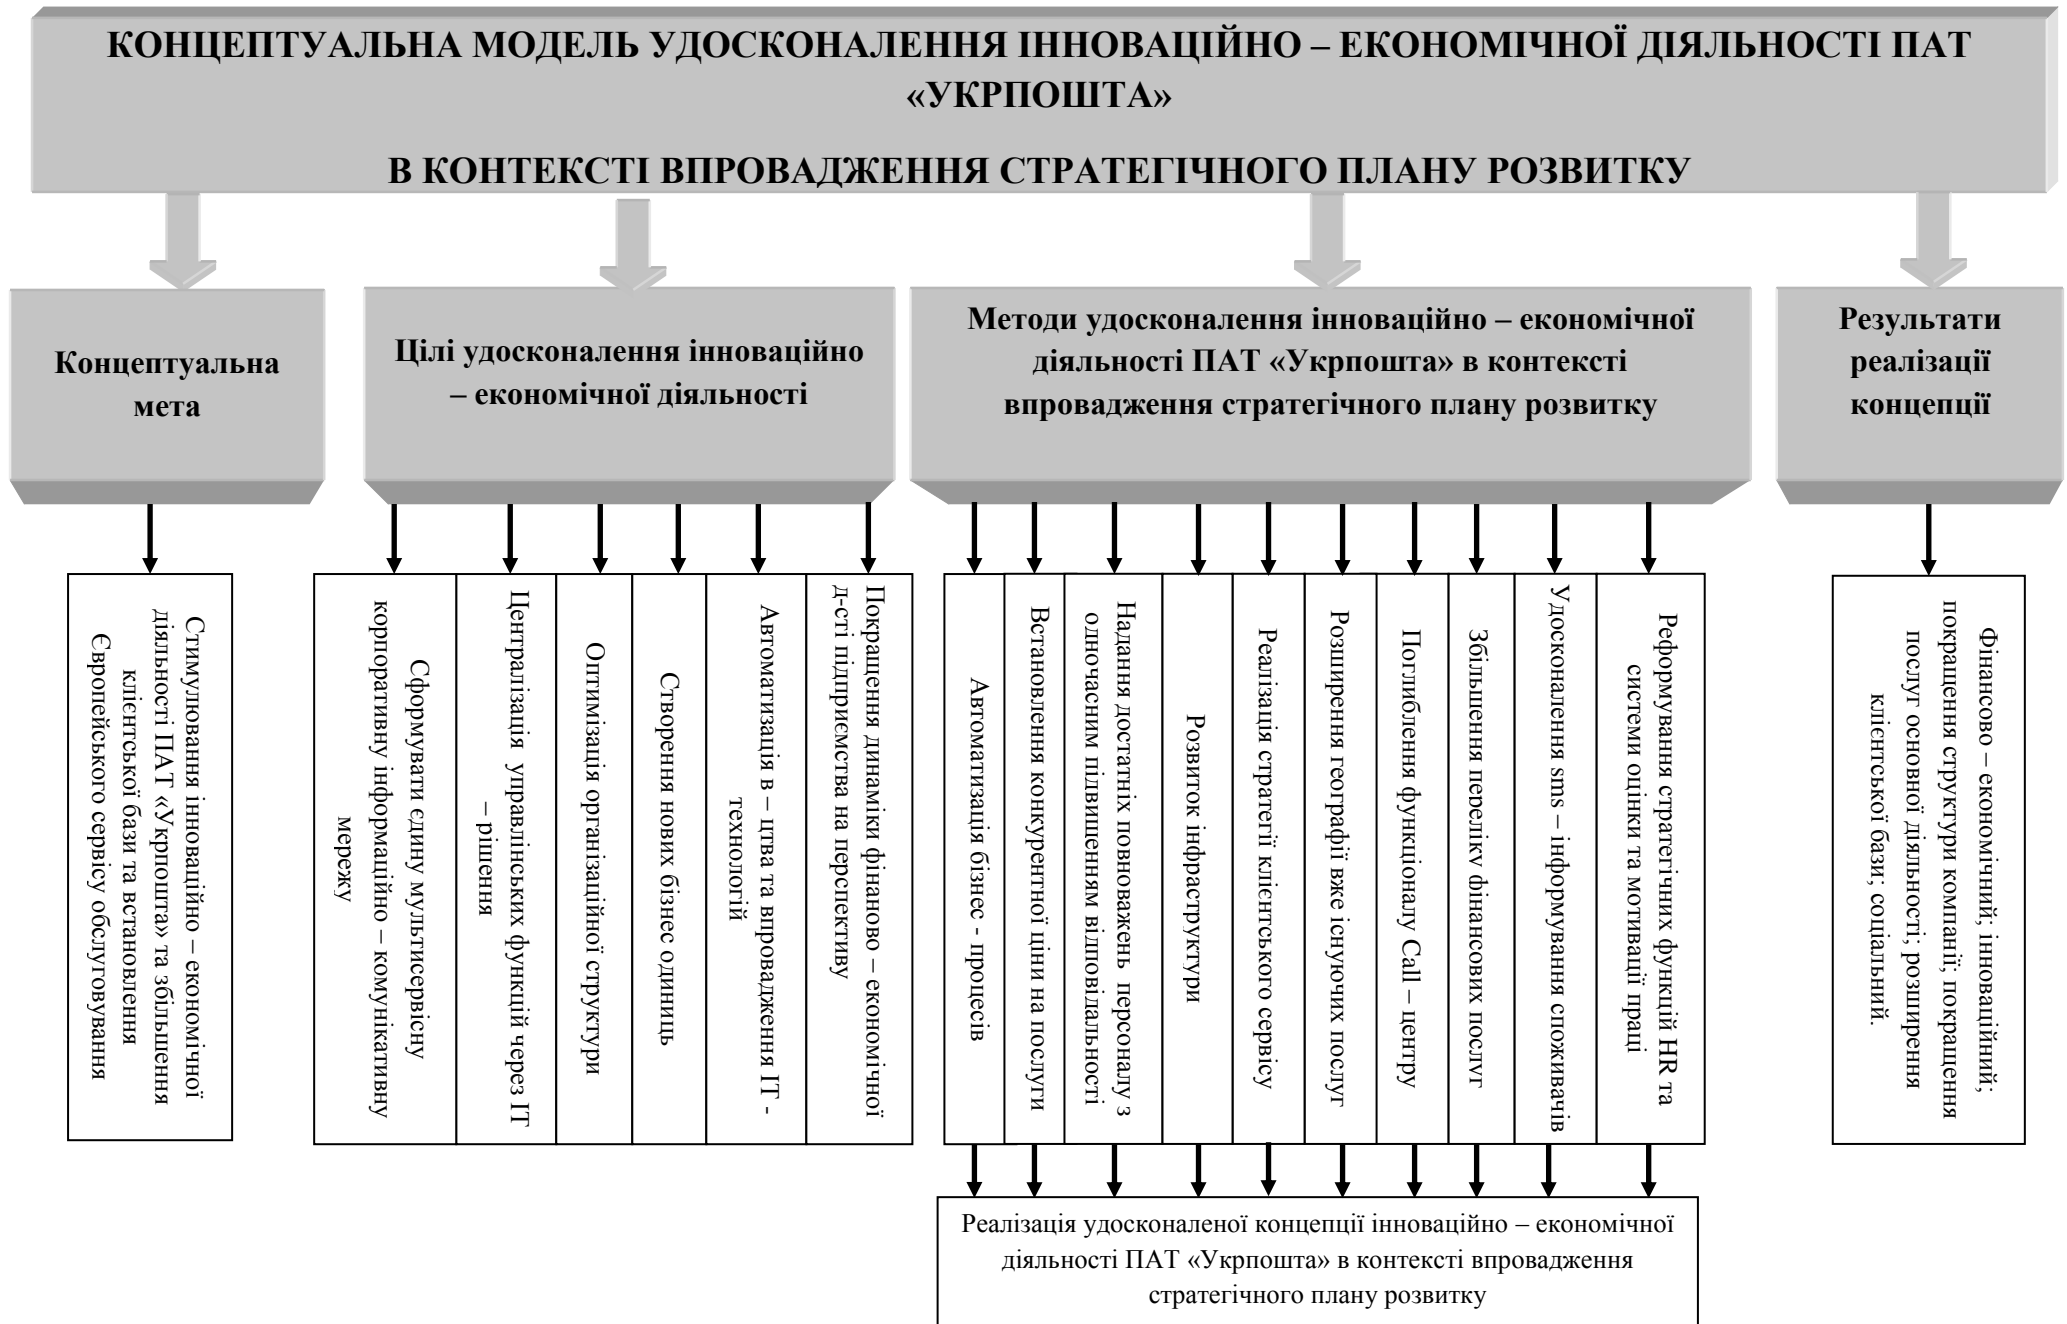 КОНЦЕПТУАЛЬНА МОДЕЛЬ УДОСКОНАЛЕННЯ ІННОВАЦІЙНО – ЕКОНОМІЧНОЇ ДІЯЛЬНОСТІ ПАТ
«УКРПОШТА»
В КОНТЕКСТІ ВПРОВАДЖЕННЯ СТРАТЕГІЧНОГО ПЛАНУ РОЗВИТКУ
Концептуальна
мета
Цілі удосконалення інноваційно
– економічної діяльності
Методи удосконалення інноваційно – економічної
діяльності ПАТ «Укрпошта» в контексті
впровадження стратегічного плану розвитку
Результати
реалізації
концепції
Стимулювання інноваційно – економічної
діяльності ПАТ «Укрпошта» та збільшення
клієнтської бази та встановлення
Європейського сервісу обслуговування
Сформувати єдину мультисервісну
корпоративну інформаційно – комунікативну
мережу
Централізація управлінських функцій через ІТ
– рішення
Оптимізація організаційної структури
Створення нових бізнес одиниць
Автоматизація в – цтва та впровадження ІТ -
технологій
Покращення динаміки фінаново – економічної
д-сті підприємства на перспективу
Автоматизація бізнес - процесів
Встановлення конкурентної ціни на послуги
Надання достатніх повноважень персоналу з
одночасним підвищенням відповідальності
Розвиток інфраструктури
Реалізація стратегії клієнтського сервісу
Розширення географії вже існуючих послуг
Поглиблення функціоналу Call – центру
Збільшення переліку фінансових послуг
Удосконалення sms – інформування споживачів
Реформування стратегічних функцій HR та
системи оцінки та мотивації праці
Фінансово – економічний; інноваційний;
покращення структури компанії; покращення
послуг основної діяльності; розширення
клієнтської бази; соціальний.
Реалізація удосконаленої концепції інноваційно – економічної
діяльності ПАТ «Укрпошта» в контексті впровадження
стратегічного плану розвитку